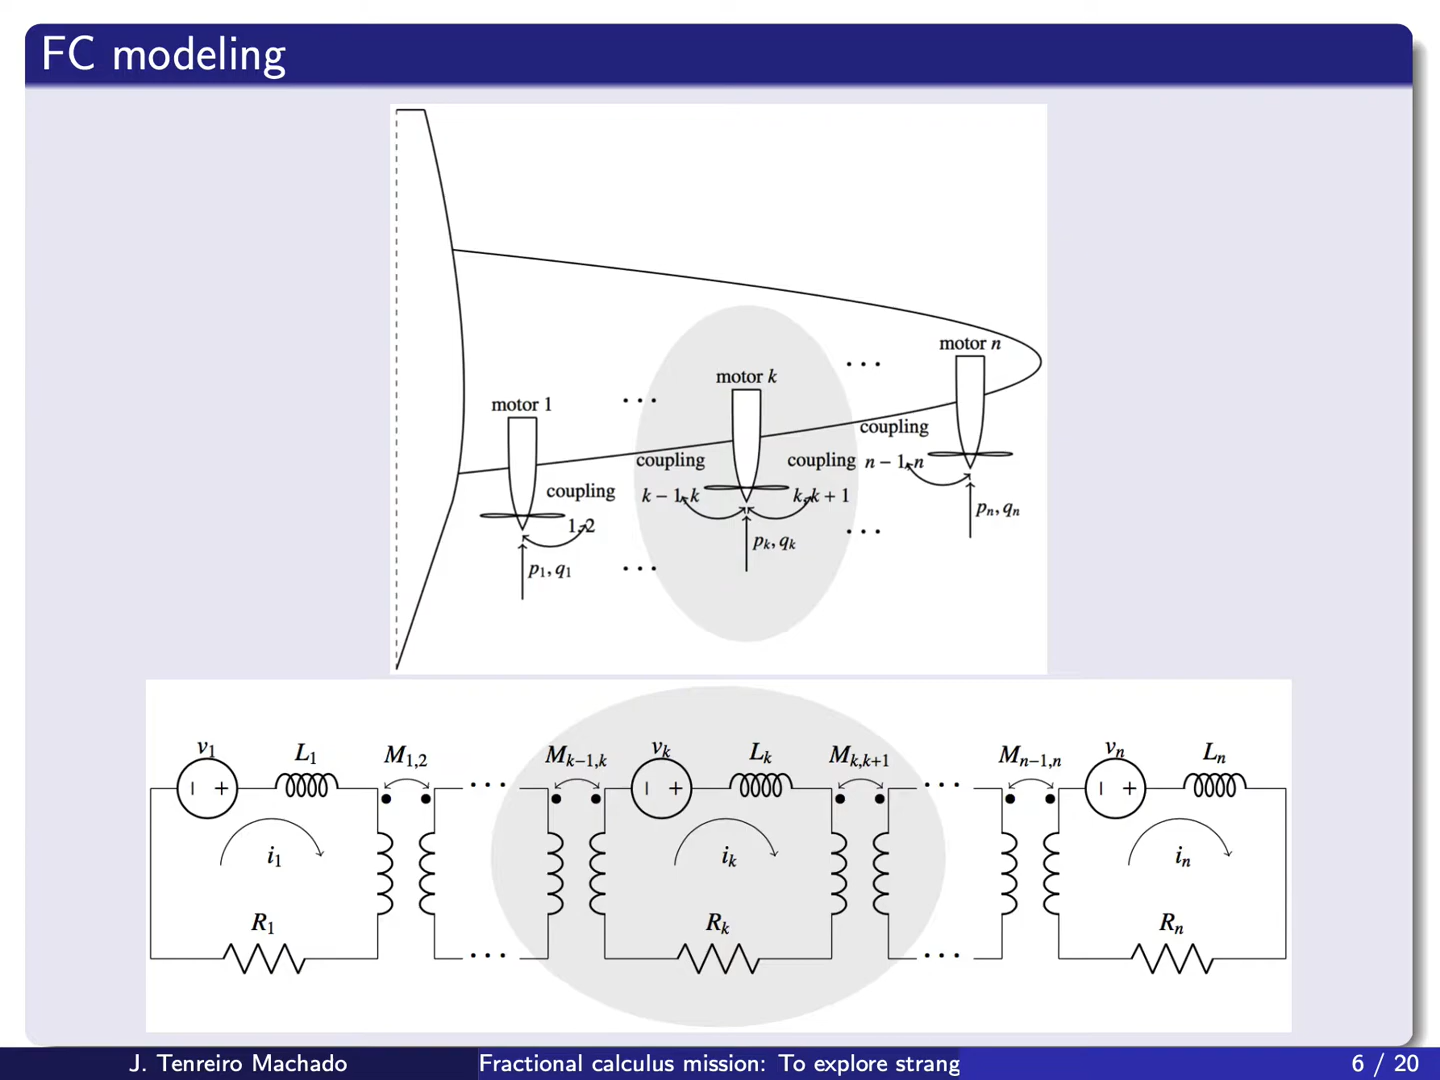 FC modeling
motor n
motor k
motor 1
coupling
coupling
coupling n − 1, n
coupling
k − 1, k
k, k + 1
1, 2
pₙ, qₙ
pₖ, qₖ
p₁, q₁
v₁ L₁ M₁,₂ Mₖ₋₁,ₖ vₖ Lₖ Mₖ,ₖ₊₁ Mₙ₋₁,ₙ vₙ Lₙ
i₁ iₖ iₙ
R₁ Rₖ Rₙ
J. Tenreiro Machado
Fractional calculus mission: To explore strang
6 / 20